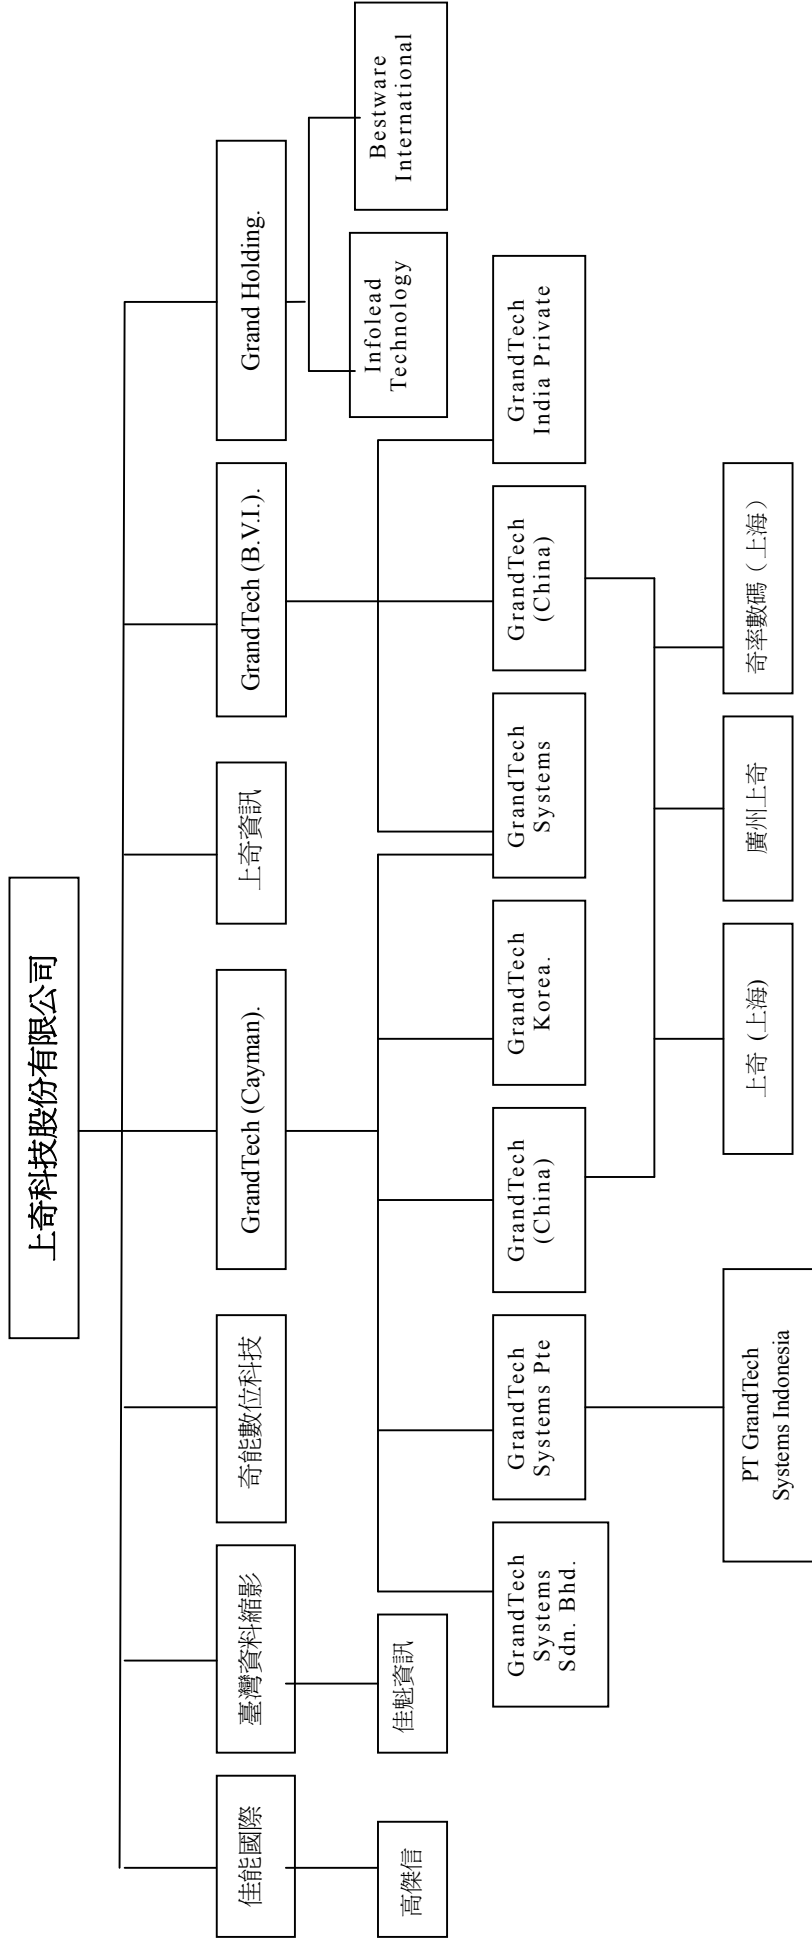 上奇科技股份有限公司
佳能國際
臺灣資料縮影
奇能數位科技
GrandTech (Cayman).
上奇資訊
GrandTech (B.V.I.).
Grand Holding.
高傑信
佳魁資訊
Infolead
Technology
Bestware
International
GrandTech
Systems
Sdn. Bhd.
GrandTech
Systems Pte
GrandTech
(China)
GrandTech
Korea.
GrandTech
Systems
GrandTech
(China)
GrandTech
India Private
PT GrandTech
Systems Indonesia
上奇 (上海)
廣州上奇
奇率數碼（上海）